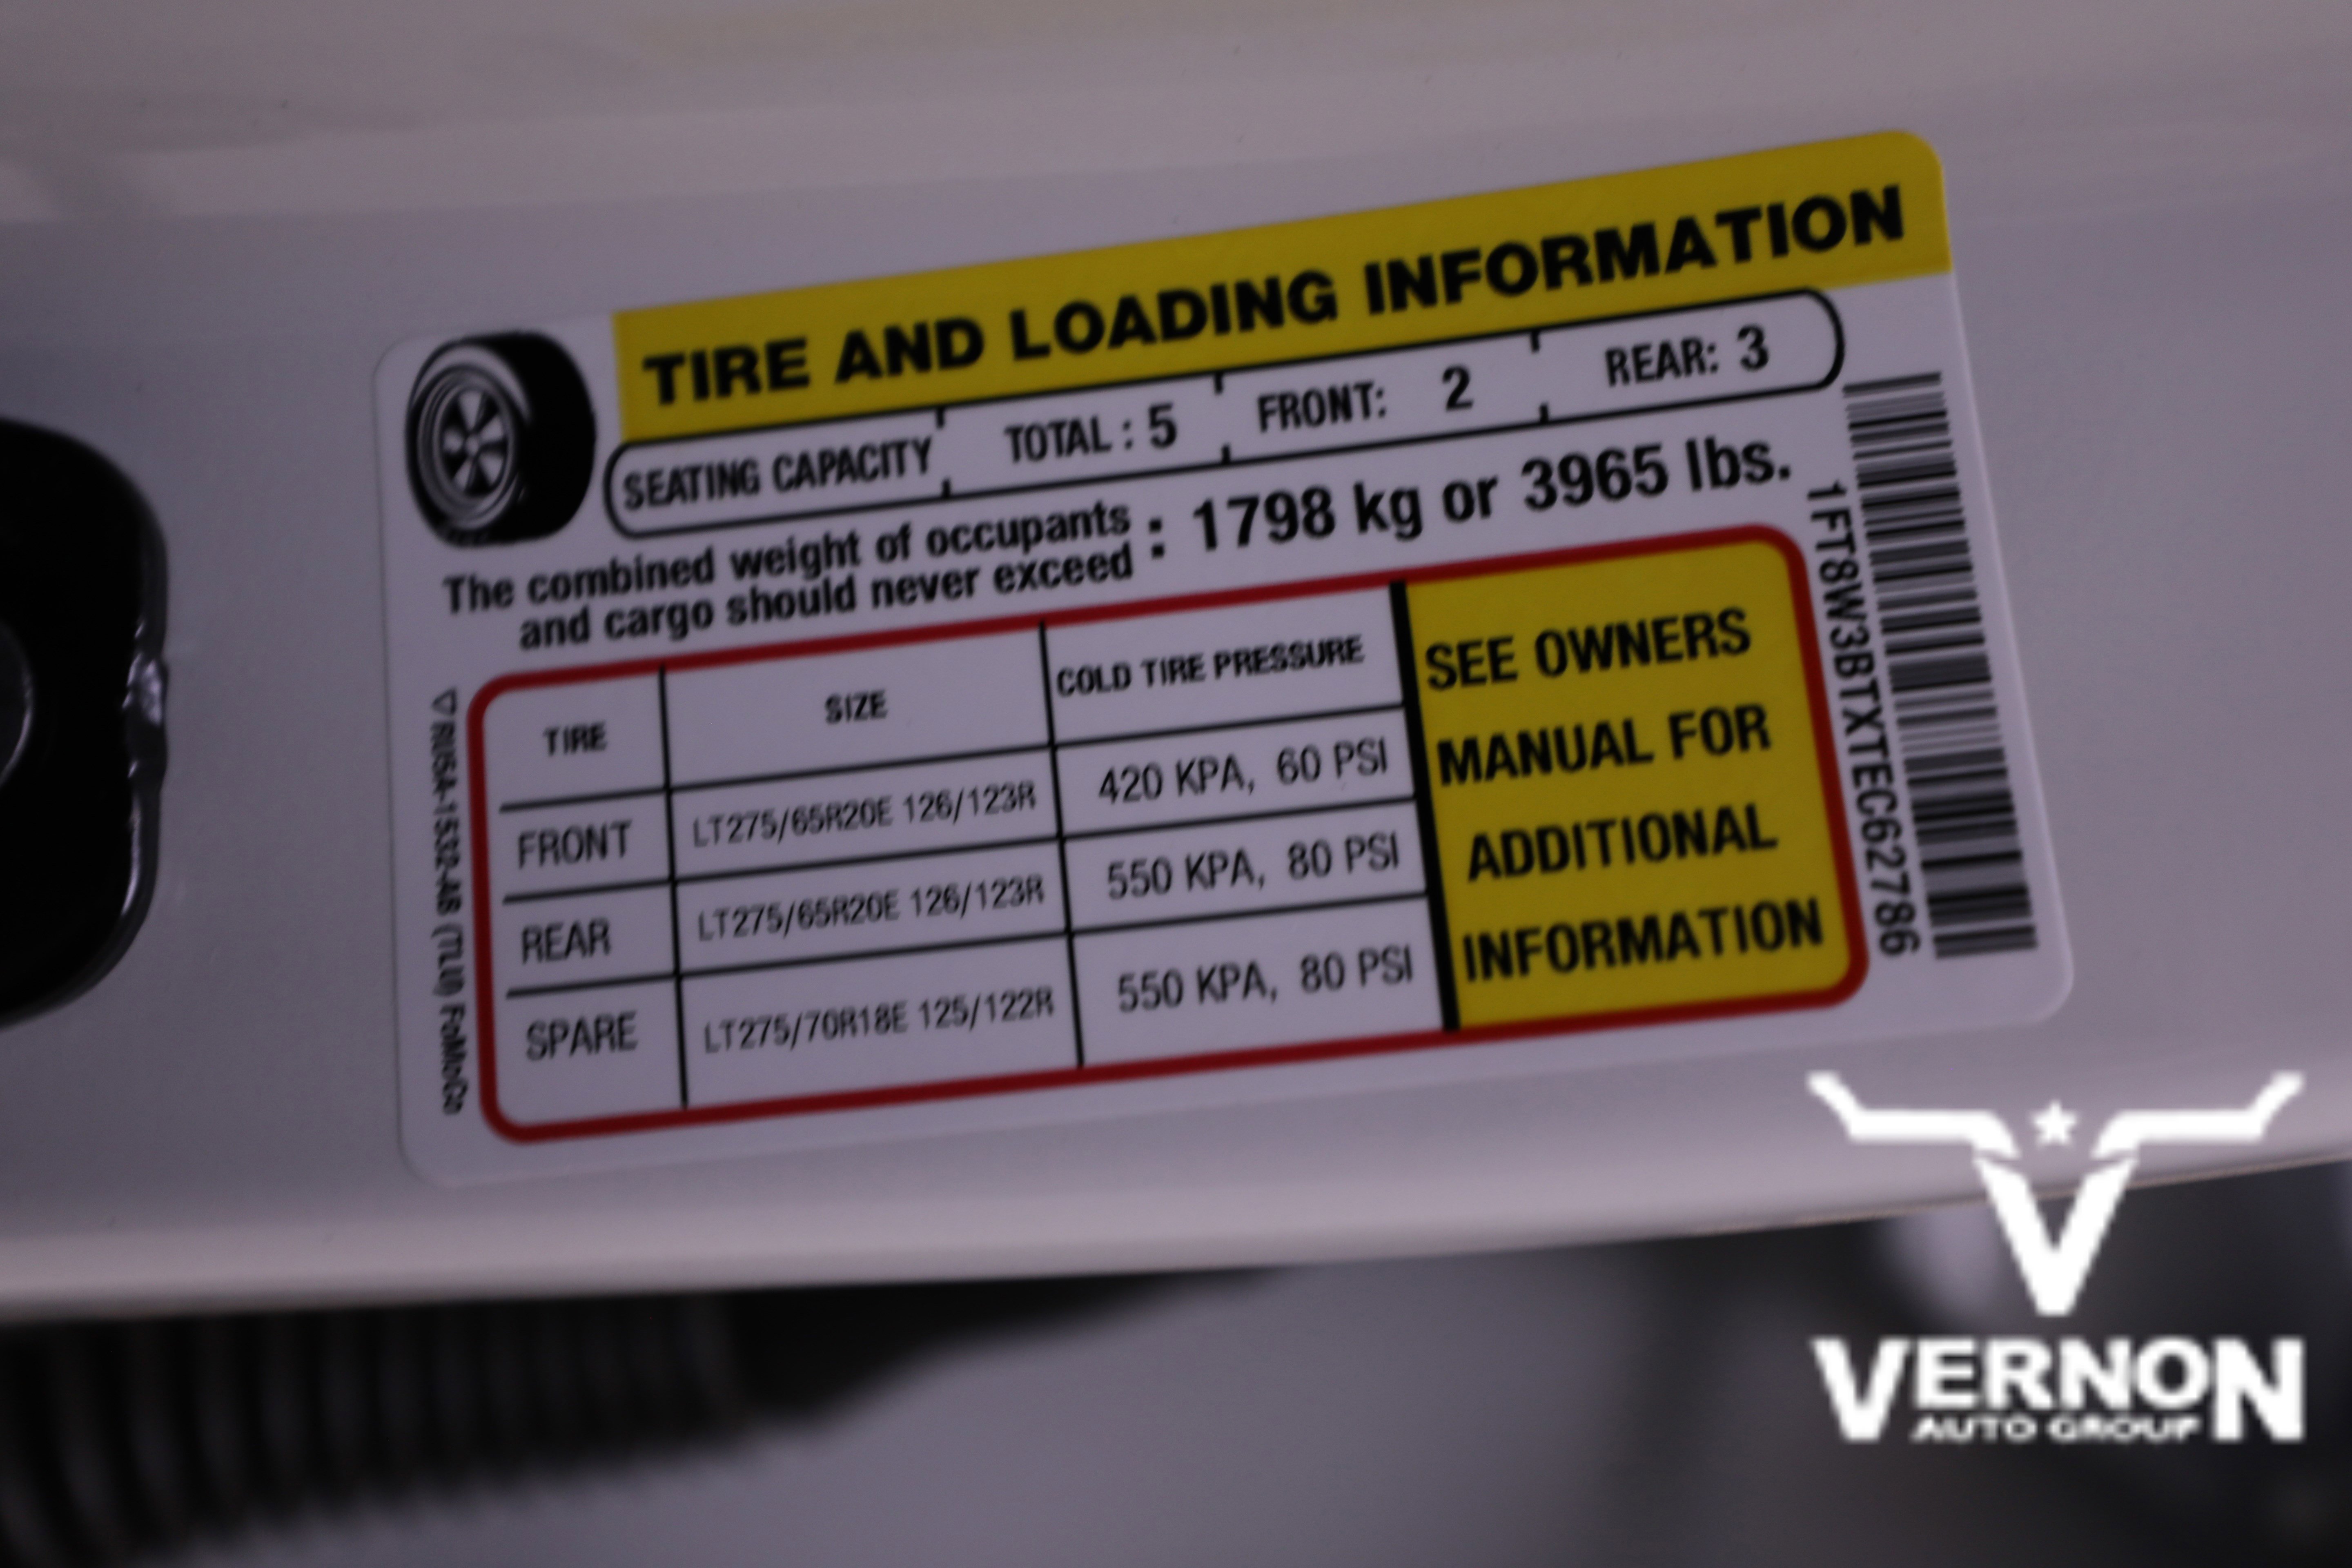 TIRE AND LOADING INFORMATION
SEATING CAPACITY TOTAL : 5 FRONT: 2 REAR: 3
The combined weight of occupants
and cargo should never exceed : 1798 kg or 3965 lbs.
TIRE SIZE COLD TIRE PRESSURE
FRONT LT275/65R20E 126/123R 420 KPA, 60 PSI
REAR LT275/65R20E 126/123R 550 KPA, 80 PSI
SPARE LT275/70R18E 125/122R 550 KPA, 80 PSI
SEE OWNERS
MANUAL FOR
ADDITIONAL
INFORMATION
1FT8W3BTXTEC62786
(TLU) FoMoCo
VERNON
AUTO GROUP